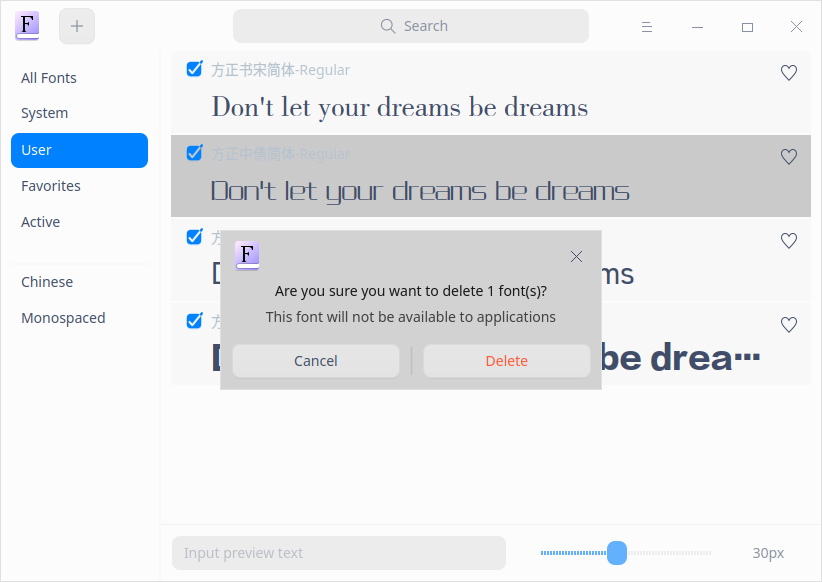 F
Search
All Fonts
System
User
Favorites
Active
Chinese
Monospaced
方正书宋简体-Regular
Don't let your dreams be dreams
方正中倩简体-Regular
Don't let your dreams be dreams
方
D
ms
方
D
be drea···
F
Are you sure you want to delete 1 font(s)?
This font will not be available to applications
Cancel
Delete
Input preview text
30px